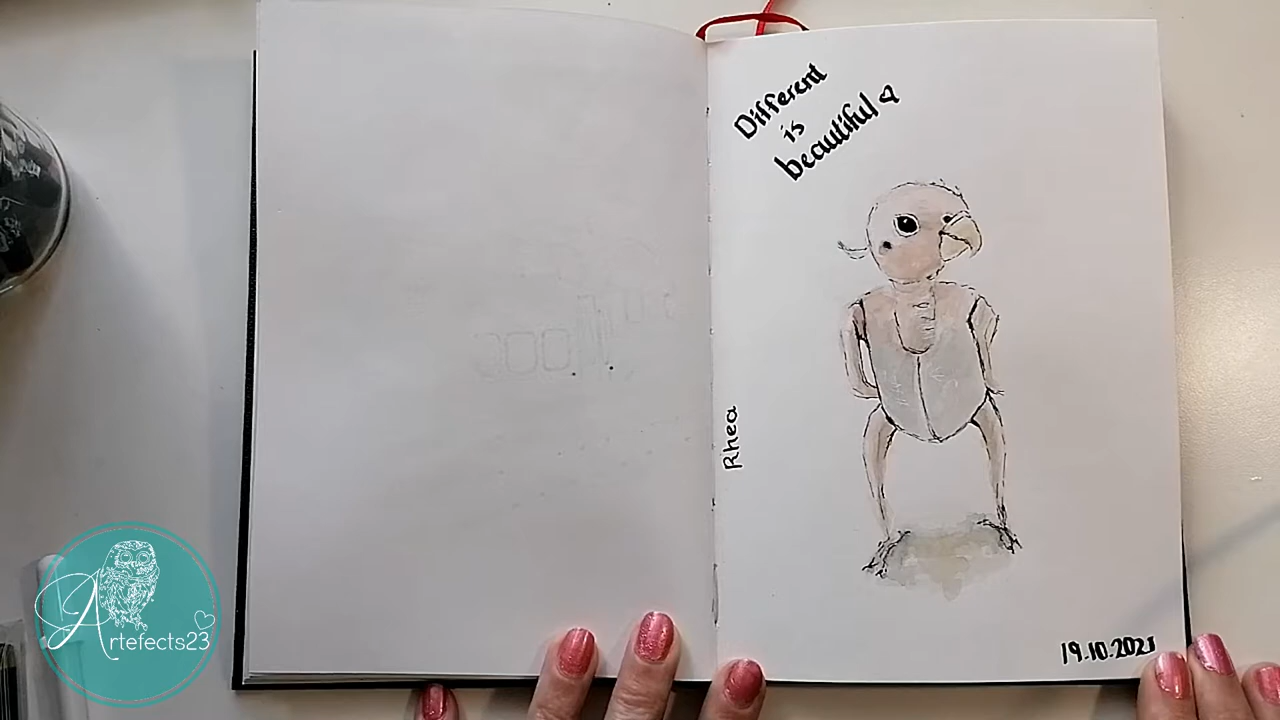 Different
is
beautiful
Rhea
19.10.2021
Artefects23